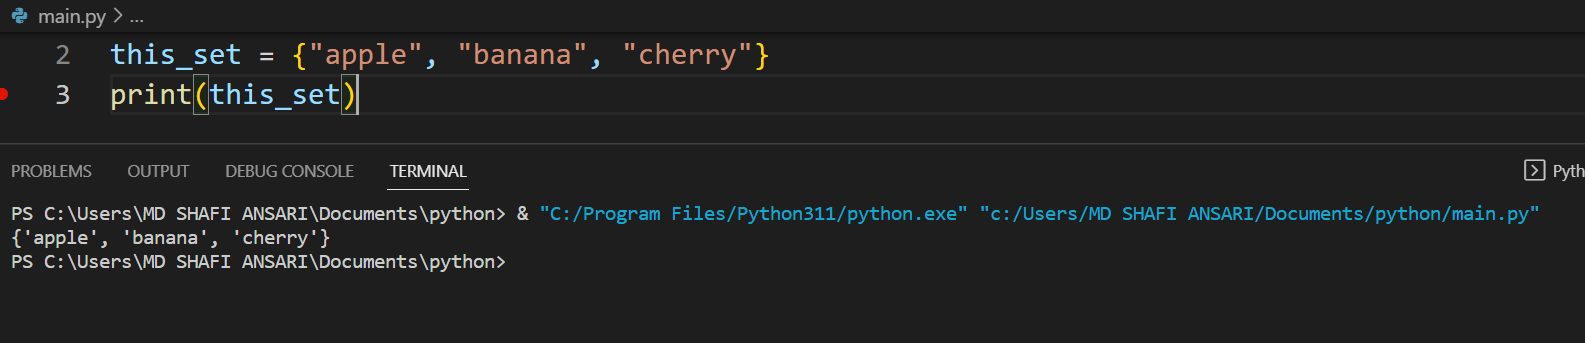 main.py > ...
2 this_set = {"apple", "banana", "cherry"}
3 print(this_set)
PROBLEMS OUTPUT DEBUG CONSOLE TERMINAL Pyth
PS C:\Users\MD SHAFI ANSARI\Documents\python> & "C:/Program Files/Python311/python.exe" "c:/Users/MD SHAFI ANSARI/Documents/python/main.py"
{'apple', 'banana', 'cherry'}
PS C:\Users\MD SHAFI ANSARI\Documents\python>